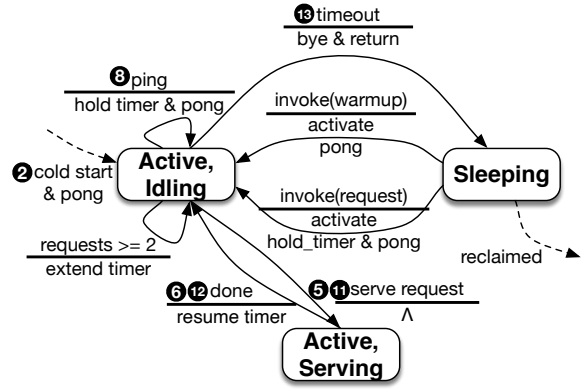 ⓭timeout
bye & return
❽ping
hold timer & pong
invoke(warmup)
activate
pong
❷cold start
& pong
Active,
Idling
Sleeping
invoke(request)
activate
hold_timer & pong
requests >= 2
extend timer
reclaimed
❻⓬done
resume timer
❺⓫serve request
Λ
Active,
Serving